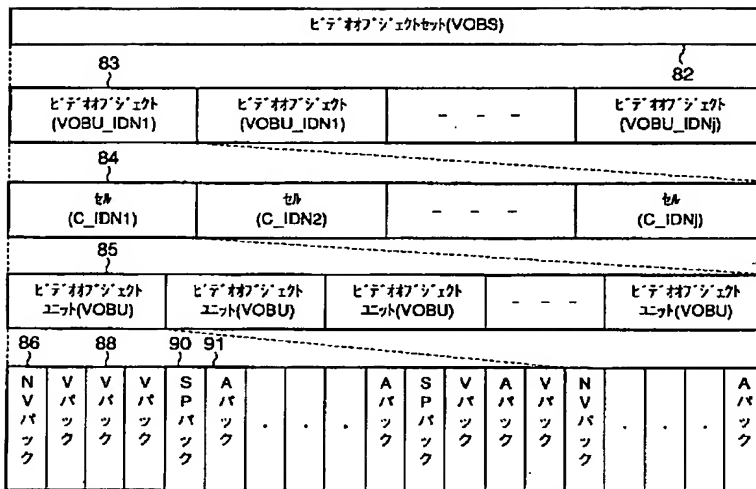 ビデオオブジェクトセット(VOBS)
83
82
ビデオオブジェクト
(VOBU_IDN1)
ビデオオブジェクト
(VOBU_IDN1)
- - -
ビデオオブジェクト
(VOBU_IDNj)
84
セル
(C_IDN1)
セル
(C_IDN2)
- - -
セル
(C_IDNj)
85
ビデオオブジェクト
ユニット(VOBU)
ビデオオブジェクト
ユニット(VOBU)
ビデオオブジェクト
ユニット(VOBU)
- - -
ビデオオブジェクト
ユニット(VOBU)
86
88
90
91
NVパック
Vパック
Vパック
Vパック
SPパック
Aパック
・
・
・
Aパック
SPパック
Vパック
Aパック
Vパック
NVパック
・
・
・
Aパック